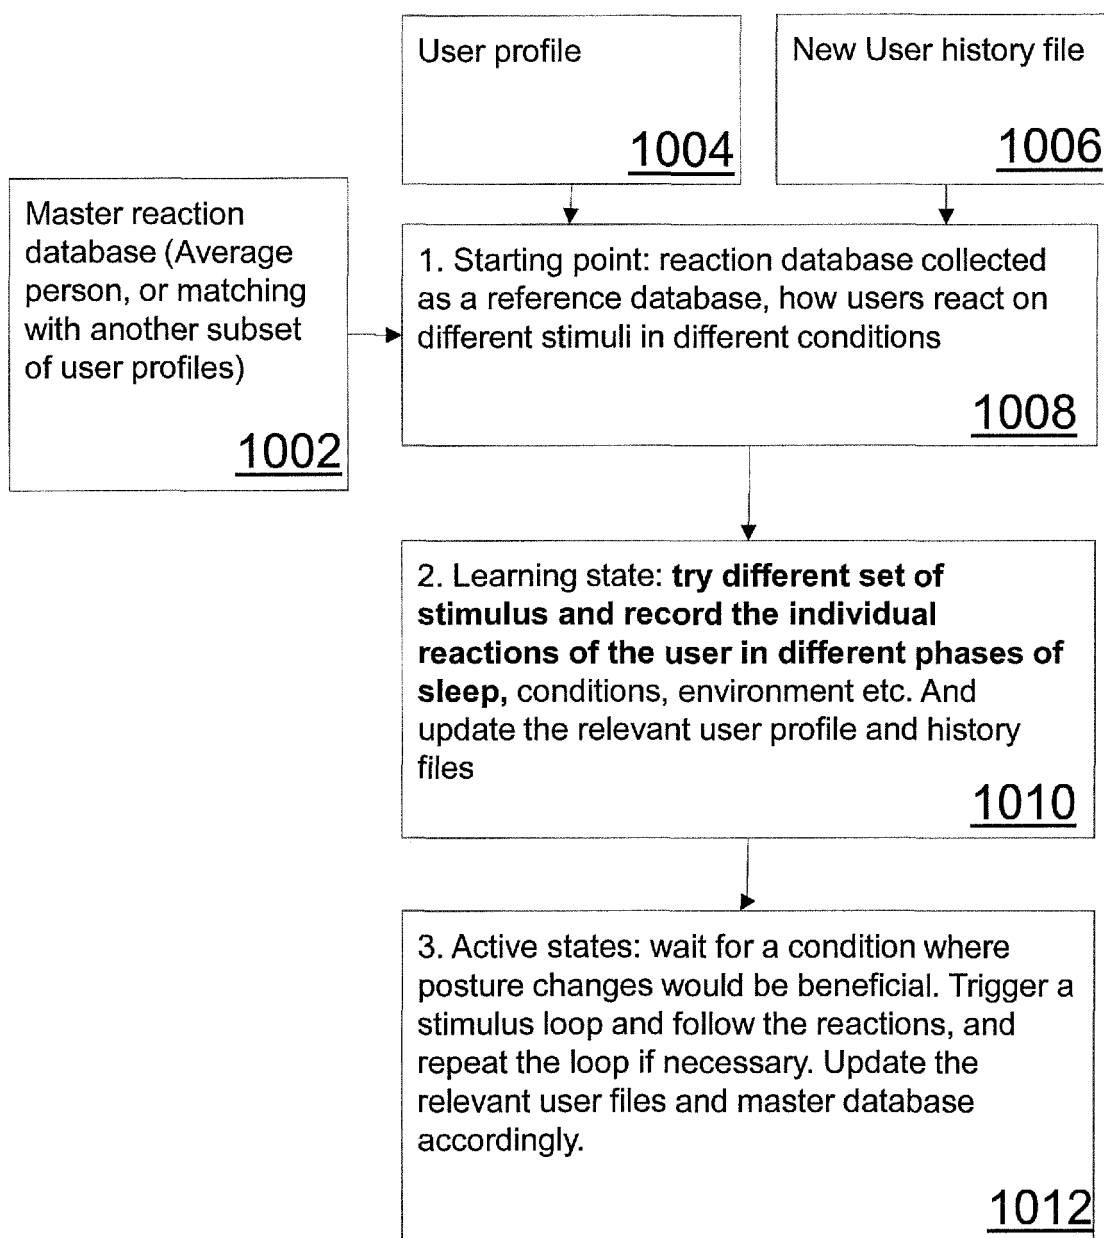 User profile
1004
New User history file
1006
Master reaction
database (Average
person, or matching
with another subset
of user profiles)
1002
1. Starting point: reaction database collected
as a reference database, how users react on
different stimuli in different conditions
1008
2. Learning state: try different set of
stimulus and record the individual
reactions of the user in different phases of
sleep, conditions, environment etc. And
update the relevant user profile and history
files
1010
3. Active states: wait for a condition where
posture changes would be beneficial. Trigger a
stimulus loop and follow the reactions, and
repeat the loop if necessary. Update the
relevant user files and master database
accordingly.
1012